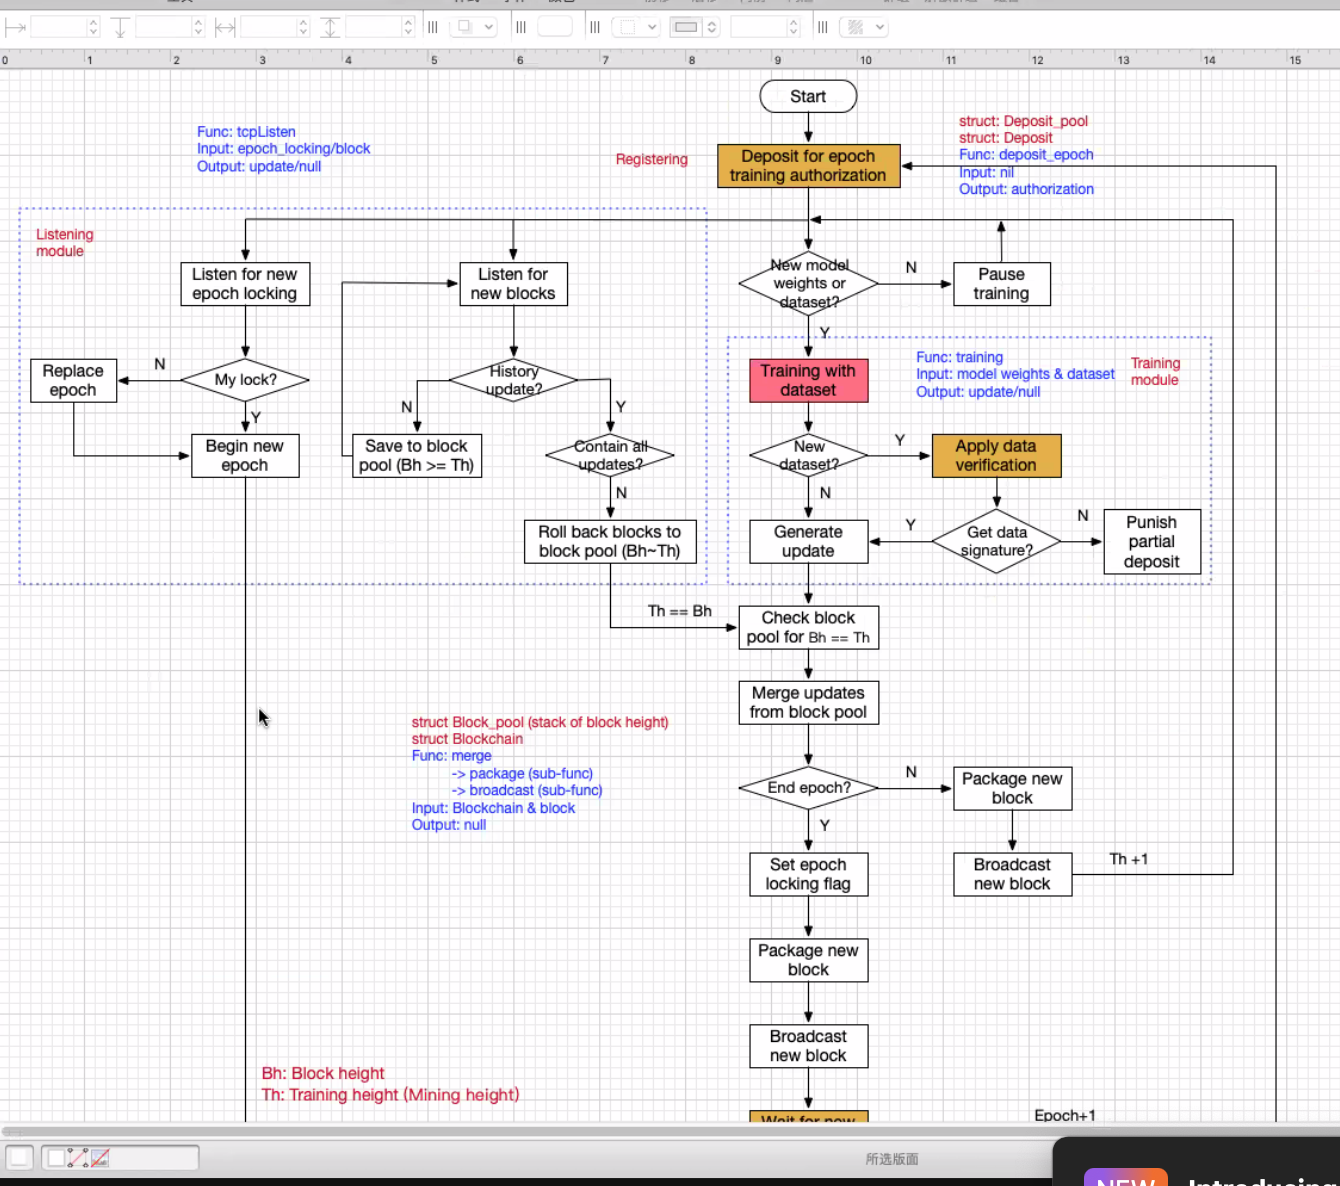 0 1 2 3 4 5 6 7 8 9 10 11 12 13 14 15
Start
Func: tcpListen
Input: epoch_locking/block
Output: update/null
Registering
Deposit for epoch
training authorization
struct: Deposit_pool
struct: Deposit
Func: deposit_epoch
Input: nil
Output: authorization
Listening
module
Listen for new
epoch locking
Listen for
new blocks
New model
weights or
dataset?
N
Pause
training
Y
Replace
epoch
N
My lock?
Y
Begin new
epoch
History
update?
N
Y
Save to block
pool (Bh >= Th)
Contain all
updates?
N
Roll back blocks to
block pool (Bh~Th)
Training with
dataset
Func: training
Input: model weights & dataset
Output: update/null
Training
module
New
dataset?
Y
Apply data
verification
N
Generate
update
Y
Get data
signature?
N
Punish
partial
deposit
Th == Bh
Check block
pool for Bh == Th
Merge updates
from block pool
struct Block_pool (stack of block height)
struct Blockchain
Func: merge
-> package (sub-func)
-> broadcast (sub-func)
Input: Blockchain & block
Output: null
End epoch?
N
Package new
block
Y
Set epoch
locking flag
Broadcast
new block
Th +1
Package new
block
Broadcast
new block
Bh: Block height
Th: Training height (Mining height)
Wait for new
Epoch+1
所选版面
NEW
Introducing